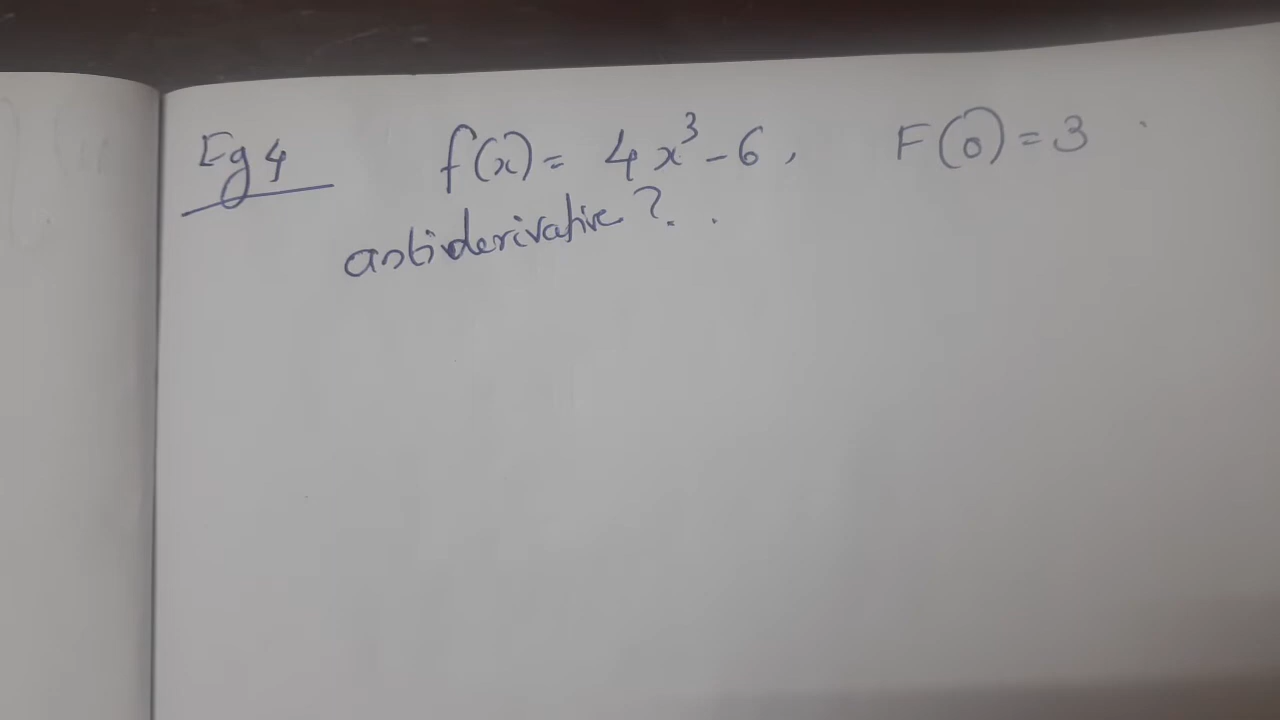 Eg 4 f(x) = 4x³ - 6, F(0) = 3
antiderivative ?